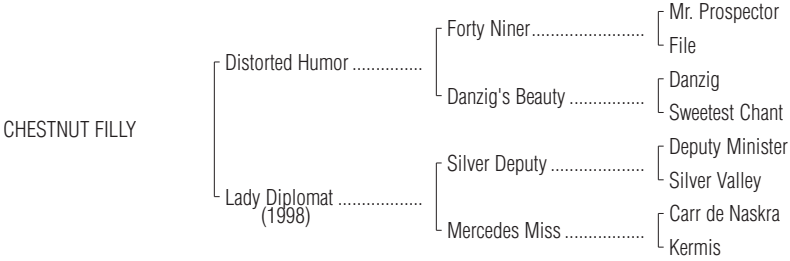 Mr. Prospector
Forty Niner........................
File
Distorted Humor ...............
Danzig
Danzig's Beauty ................
Sweetest Chant
CHESTNUT FILLY
Deputy Minister
Silver Deputy ....................
Silver Valley
Lady Diplomat ..................
(1998)
Carr de Naskra
Mercedes Miss .................
Kermis